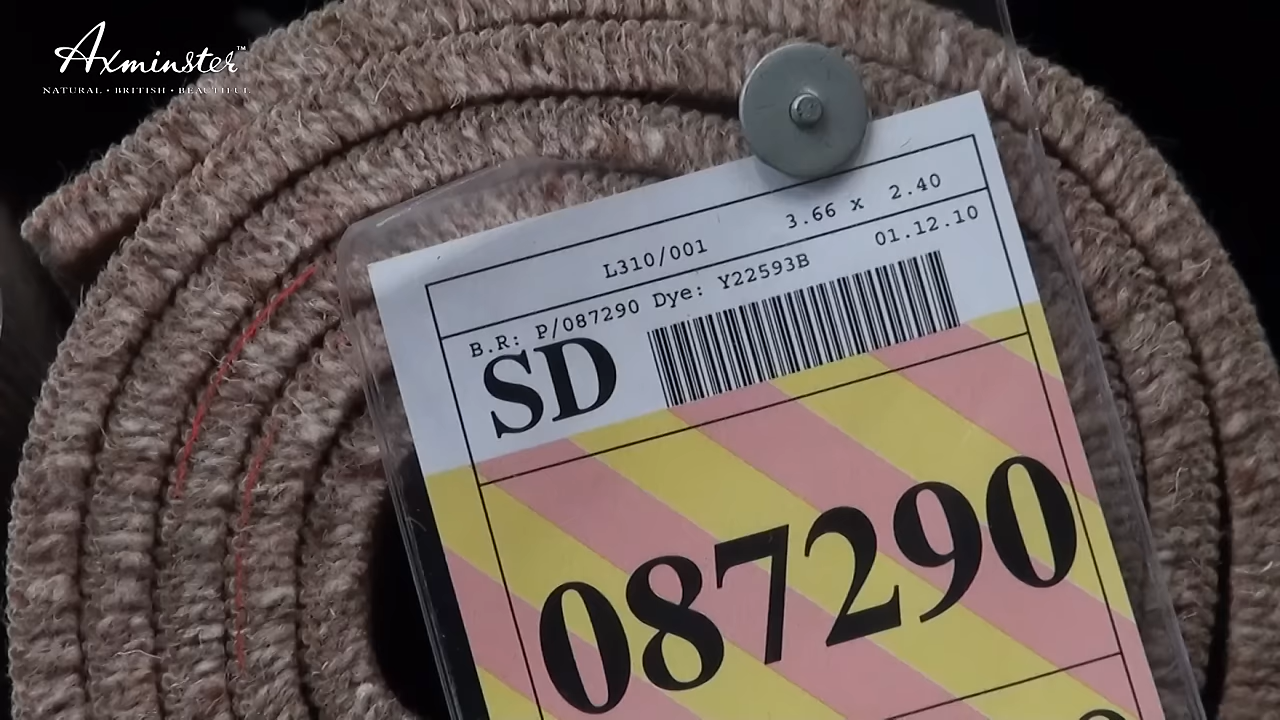 Axminster™
NATURAL • BRITISH • BEAUTIFUL
L310/001 3.66 x 2.40
B.R: P/087290 Dye: Y22593B 01.12.10
SD
087290